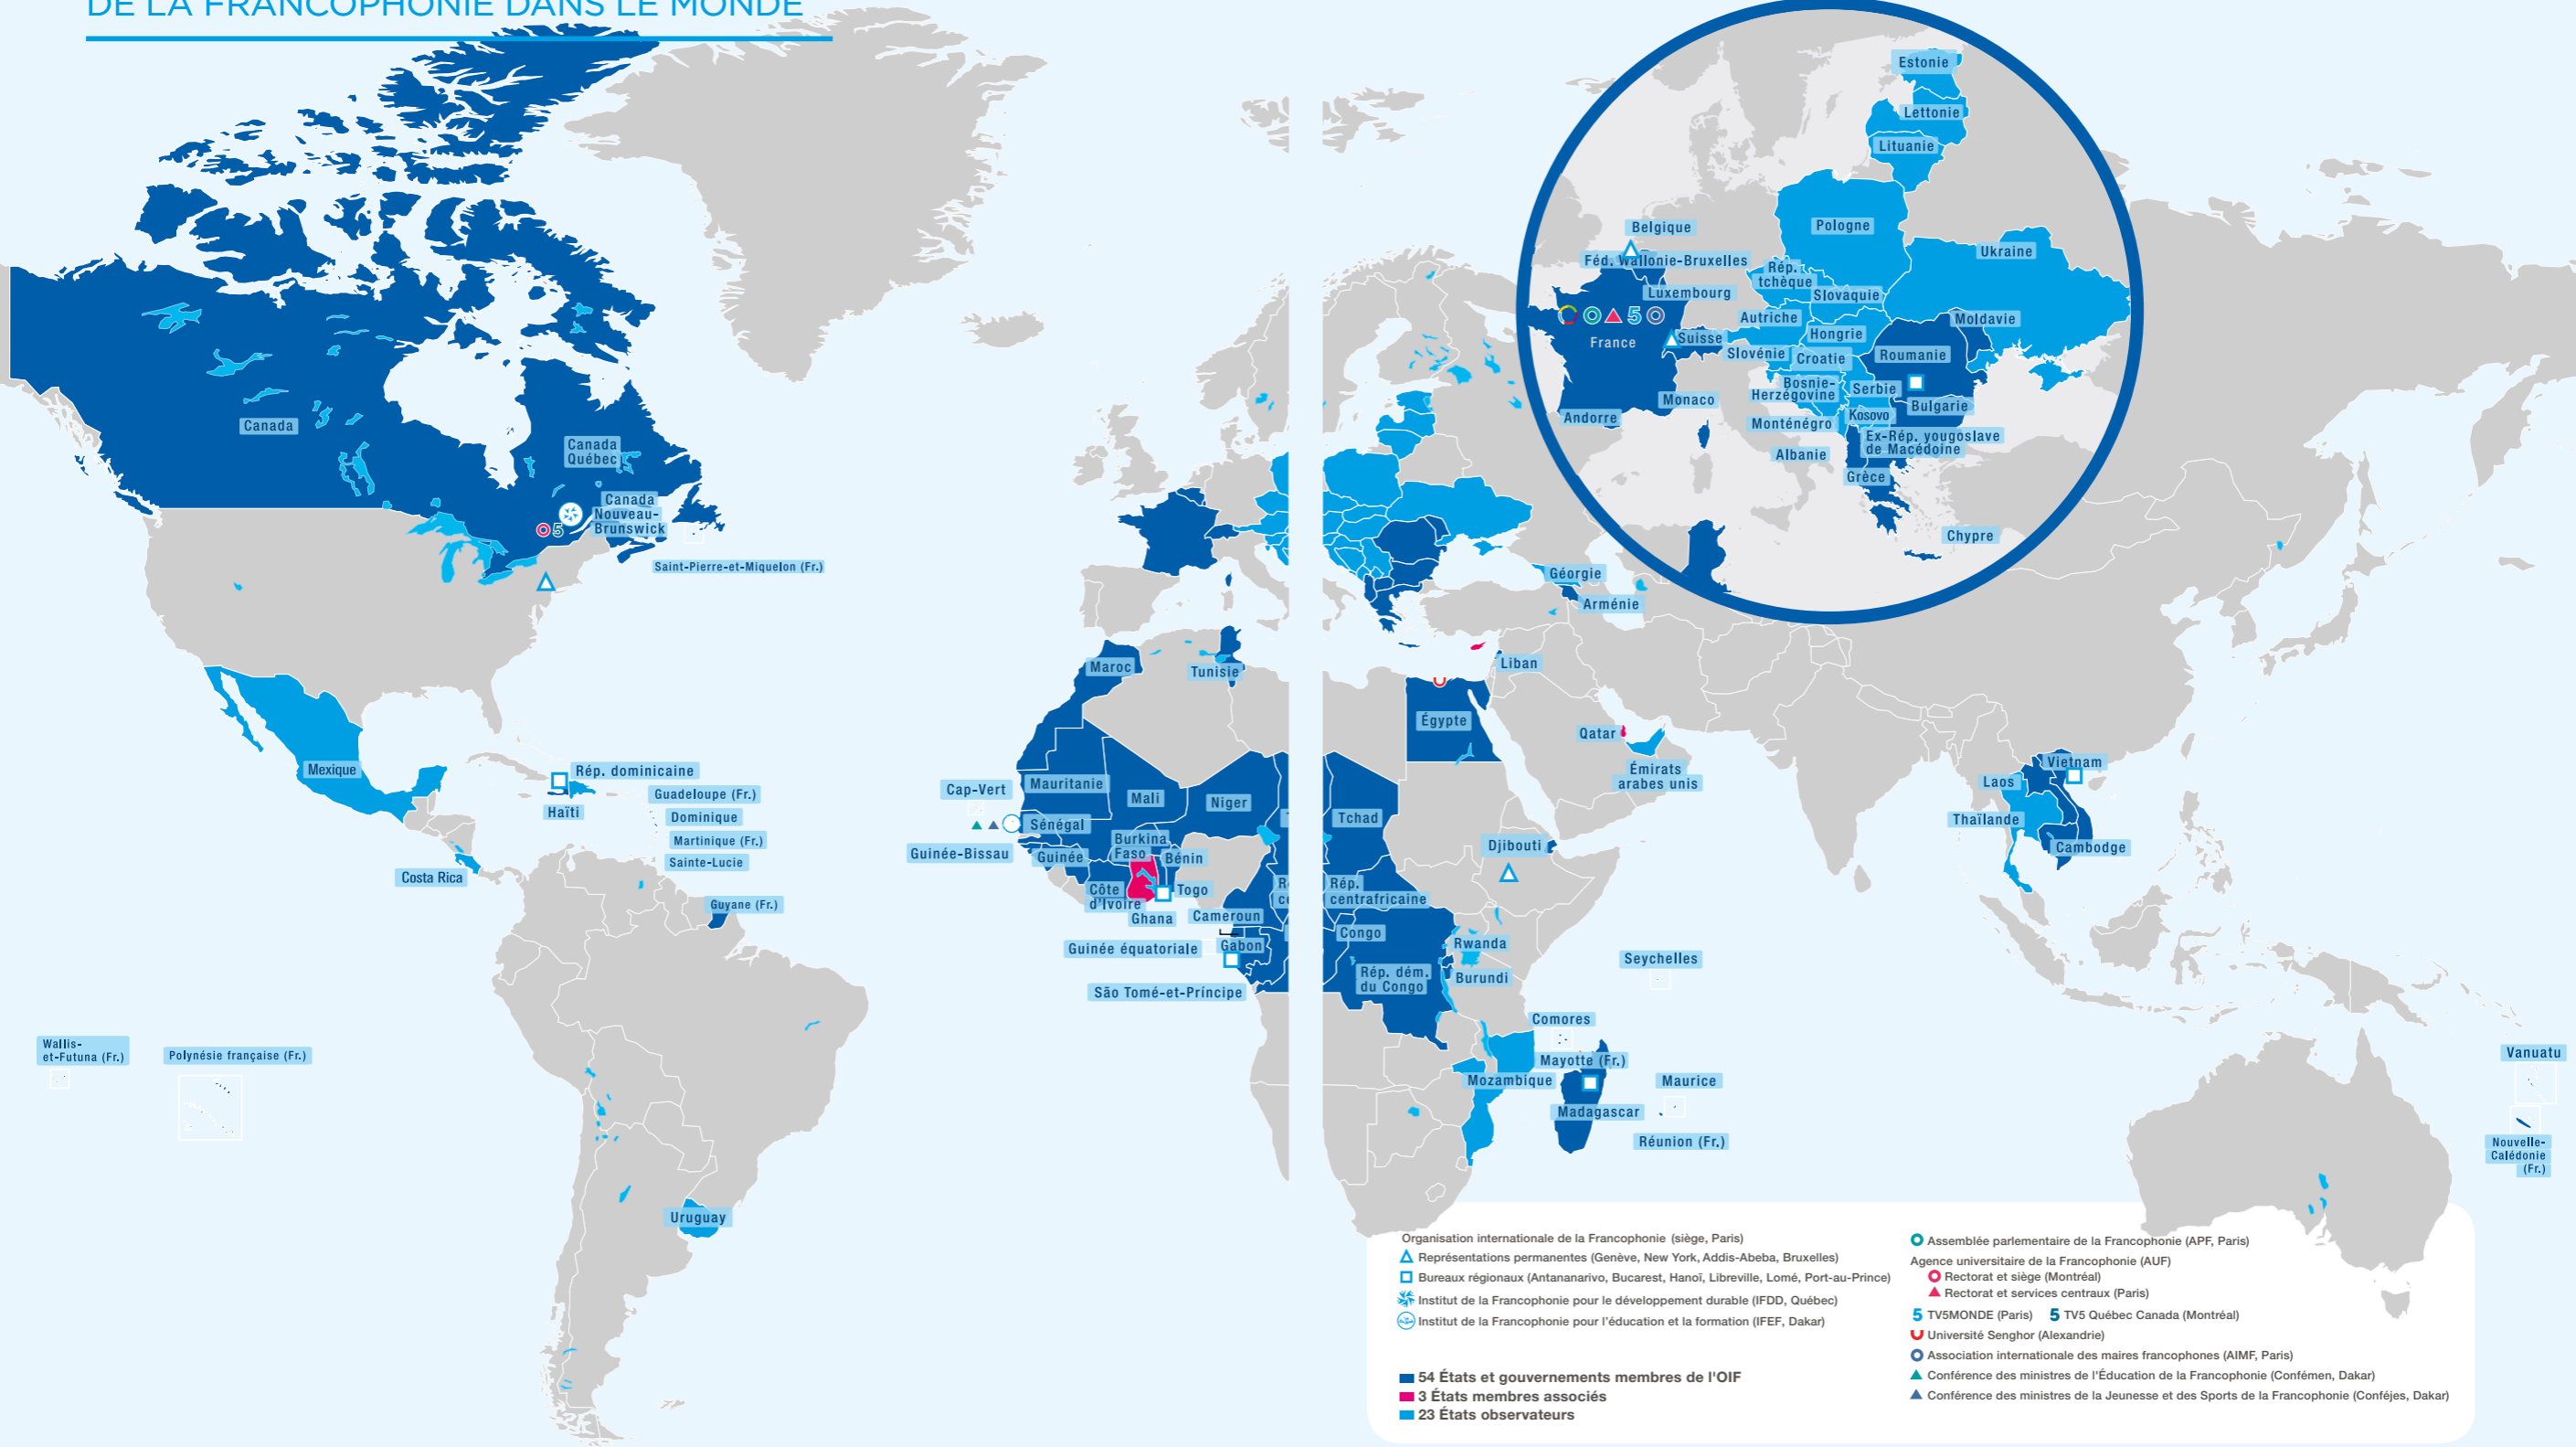 DE LA FRANCOPHONIE DANS LE MONDE
Estonie
Lettonie
Lituanie
Pologne
Belgique
Ukraine
Féd. Wallonie-Bruxelles
Rép.
tchèque
Luxembourg
Slovaquie
Autriche
Moldavie
5
France
Suisse
Hongrie
Slovénie
Croatie
Roumanie
Bosnie-
Herzégovine
Serbie
Monaco
Bulgarie
Andorre
Kosovo
Monténégro
Ex-Rép. yougoslave
de Macédoine
Albanie
Grèce
Chypre
Canada
Canada
Québec
Canada
Nouveau-
Brunswick
5
Saint-Pierre-et-Miquelon (Fr.)
Mexique
Rép. dominicaine
Haïti
Guadeloupe (Fr.)
Dominique
Martinique (Fr.)
Sainte-Lucie
Costa Rica
Guyane (Fr.)
Wallis-
et-Futuna (Fr.)
Polynésie française (Fr.)
Uruguay
Géorgie
Arménie
Maroc
Tunisie
Liban
Égypte
Qatar
Émirats
arabes unis
Cap-Vert
Mauritanie
Mali
Niger
Tchad
Sénégal
Guinée-Bissau
Guinée
Burkina
Faso
Bénin
Côte
d'Ivoire
Togo
Ghana
Cameroun
Rép.
centrafricaine
Djibouti
Guinée équatoriale
Gabon
Congo
São Tomé-et-Príncipe
Rép. dém.
du Congo
Rwanda
Burundi
Seychelles
Comores
Mayotte (Fr.)
Mozambique
Maurice
Madagascar
Réunion (Fr.)
Vietnam
Laos
Thaïlande
Cambodge
Vanuatu
Nouvelle-
Calédonie
(Fr.)
Organisation internationale de la Francophonie (siège, Paris)
Représentations permanentes (Genève, New York, Addis-Abeba, Bruxelles)
Bureaux régionaux (Antananarivo, Bucarest, Hanoï, Libreville, Lomé, Port-au-Prince)
Institut de la Francophonie pour le développement durable (IFDD, Québec)
Institut de la Francophonie pour l'éducation et la formation (IFEF, Dakar)
54 États et gouvernements membres de l'OIF
3 États membres associés
23 États observateurs
Assemblée parlementaire de la Francophonie (APF, Paris)
Agence universitaire de la Francophonie (AUF)
Rectorat et siège (Montréal)
Rectorat et services centraux (Paris)
5 TV5MONDE (Paris) 5 TV5 Québec Canada (Montréal)
Université Senghor (Alexandrie)
Association internationale des maires francophones (AIMF, Paris)
Conférence des ministres de l'Éducation de la Francophonie (Confémen, Dakar)
Conférence des ministres de la Jeunesse et des Sports de la Francophonie (Conféjes, Dakar)